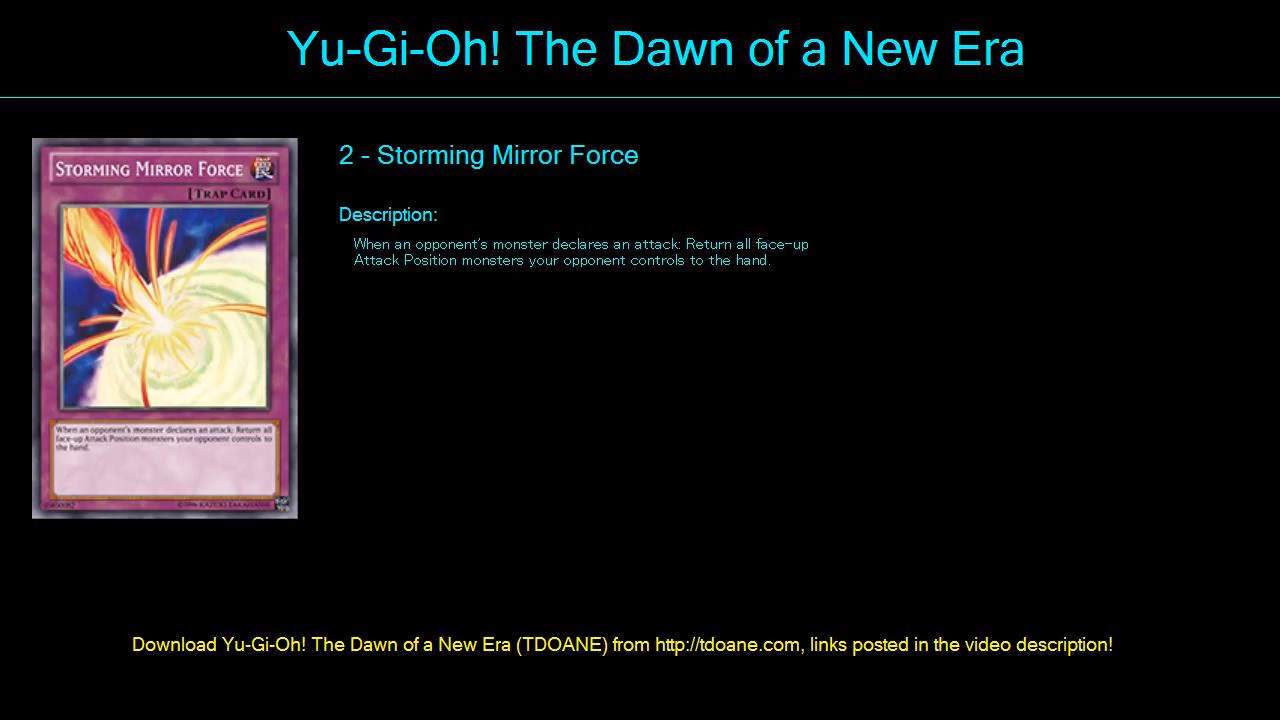 Yu-Gi-Oh! The Dawn of a New Era
STORMING MIRROR FORCE 罠
[TRAP CARD]
When an opponent's monster declares an attack: Return all
face-up Attack Position monsters your opponent controls to
the hand.
©1996 KAZUKI TAKAHASHI
2 - Storming Mirror Force
Description:
When an opponent's monster declares an attack: Return all face-up
Attack Position monsters your opponent controls to the hand.
Download Yu-Gi-Oh! The Dawn of a New Era (TDOANE) from http://tdoane.com, links posted in the video description!